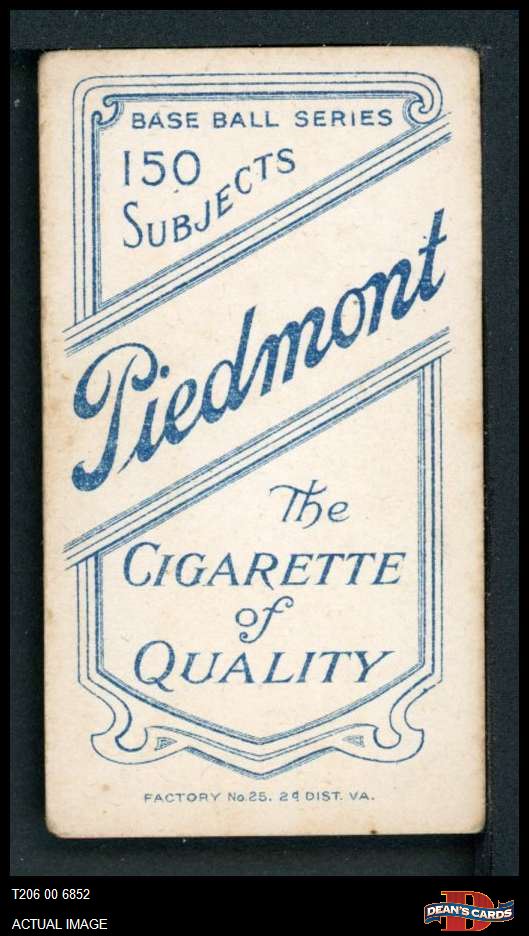 BASE BALL SERIES
150
SUBJECTS
Piedmont
The
CIGARETTE
of
QUALITY
FACTORY No.25. 2d DIST. VA.
T206 00 6852
ACTUAL IMAGE
D
DEAN'S CARDS